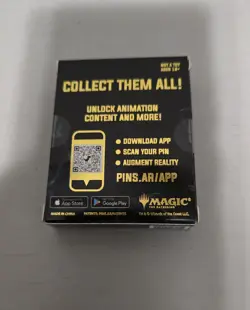 NOT A TOY
AGES 14+
COLLECT THEM ALL!
UNLOCK ANIMATION
CONTENT AND MORE!
DOWNLOAD APP
SCAN YOUR PIN
AUGMENT REALITY
PINS.AR/APP
App Store
Google Play
MAGIC
THE GATHERING
MADE IN CHINA